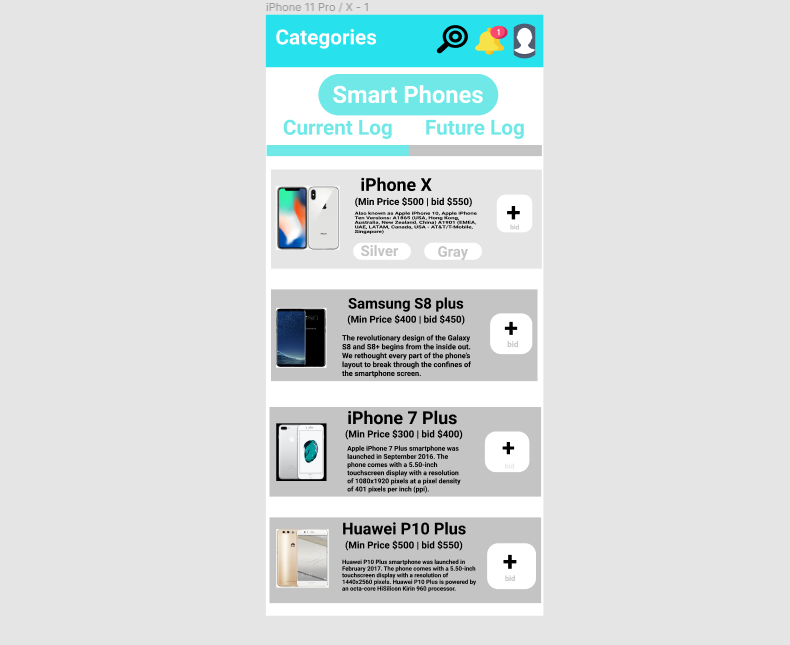 iPhone 11 Pro / X - 1
Categories
1
Smart Phones
Current Log
Future Log
iPhone X
(Min Price $500 | bid $550)
Also known as Apple iPhone 10, Apple iPhone
Ten Versions: A1865 (USA, Hong Kong,
Australia, New Zealand, China) A1901 (EMEA,
UAE, LATAM, Canada, USA - AT&T/T-Mobile,
Singapore)
Silver
Gray
+
bid
Samsung S8 plus
(Min Price $400 | bid $450)
The revolutionary design of the Galaxy
S8 and S8+ begins from the inside out.
We rethought every part of the phone's
layout to break through the confines of
the smartphone screen.
+
bid
iPhone 7 Plus
(Min Price $300 | bid $400)
Apple iPhone 7 Plus smartphone was
launched in September 2016. The
phone comes with a 5.50-inch
touchscreen display with a resolution
of 1080x1920 pixels at a pixel density
of 401 pixels per inch (ppi).
+
bid
Huawei P10 Plus
(Min Price $500 | bid $550)
Huawei P10 Plus smartphone was launched in
February 2017. The phone comes with a 5.50-inch
touchscreen display with a resolution of
1440x2560 pixels. Huawei P10 Plus is powered by
an octa-core HiSilicon Kirin 960 processor.
+
bid